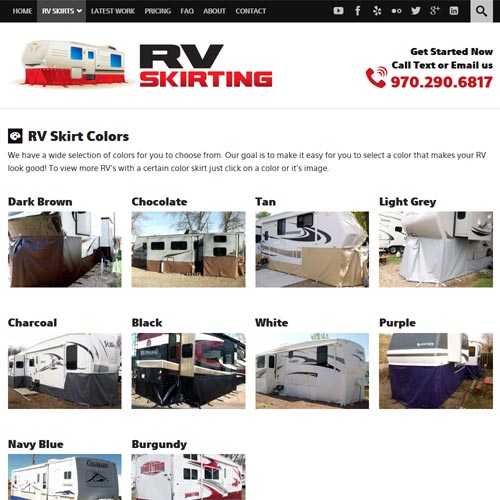 HOME RV SKIRTS LATEST WORK PRICING FAQ ABOUT CONTACT
RV
SKIRTING
Get Started Now
Call Text or Email us
970.290.6817
RV Skirt Colors
We have a wide selection of colors for you to choose from. Our goal is to make it easy for you to select a color that makes your RV
look good! To view more RV's with a certain color skirt just click on a color or it's image.
Dark Brown Chocolate Tan Light Grey
Charcoal Black White Purple
Navy Blue Burgundy